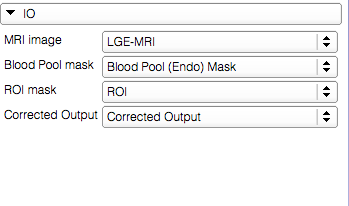 IO
MRI image LGE-MRI
Blood Pool mask Blood Pool (Endo) Mask
ROI mask ROI
Corrected Output Corrected Output